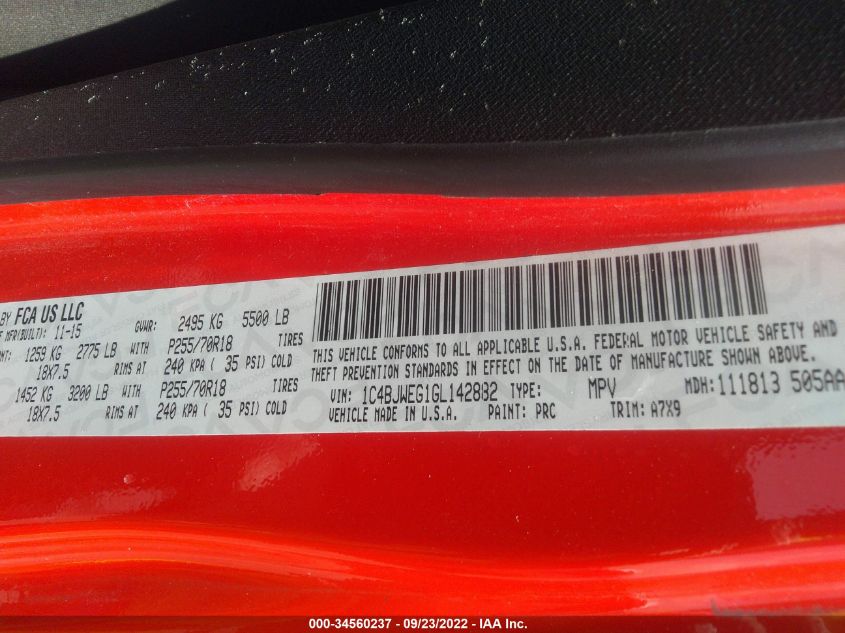 BY FCA US LLC
F MFD(BUILT): 11-15 GVWR: 2495 KG 5500 LB
NT: 1259 KG 2775 LB WITH P255/70R18 TIRES
18X7.5 RIMS AT 240 KPA ( 35 PSI) COLD
1452 KG 3200 LB WITH P255/70R18 TIRES
18X7.5 RIMS AT 240 KPA ( 35 PSI) COLD
THIS VEHICLE CONFORMS TO ALL APPLICABLE U.S.A. FEDERAL MOTOR VEHICLE SAFETY AND
THEFT PREVENTION STANDARDS IN EFFECT ON THE DATE OF MANUFACTURE SHOWN ABOVE.
VIN: 1C4BJWEG1GL142882 TYPE: MPV MDH: 111813 505AA
VEHICLE MADE IN U.S.A. PAINT: PRC TRIM: A7X9
000-34560237 - 09/23/2022 - IAA Inc.